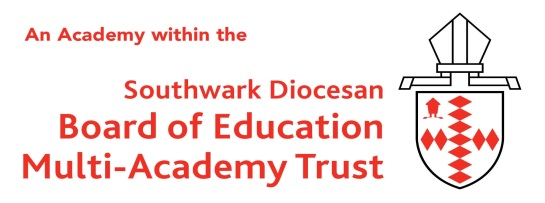 An Academy within the
Southwark Diocesan
Board of Education
Multi-Academy Trust